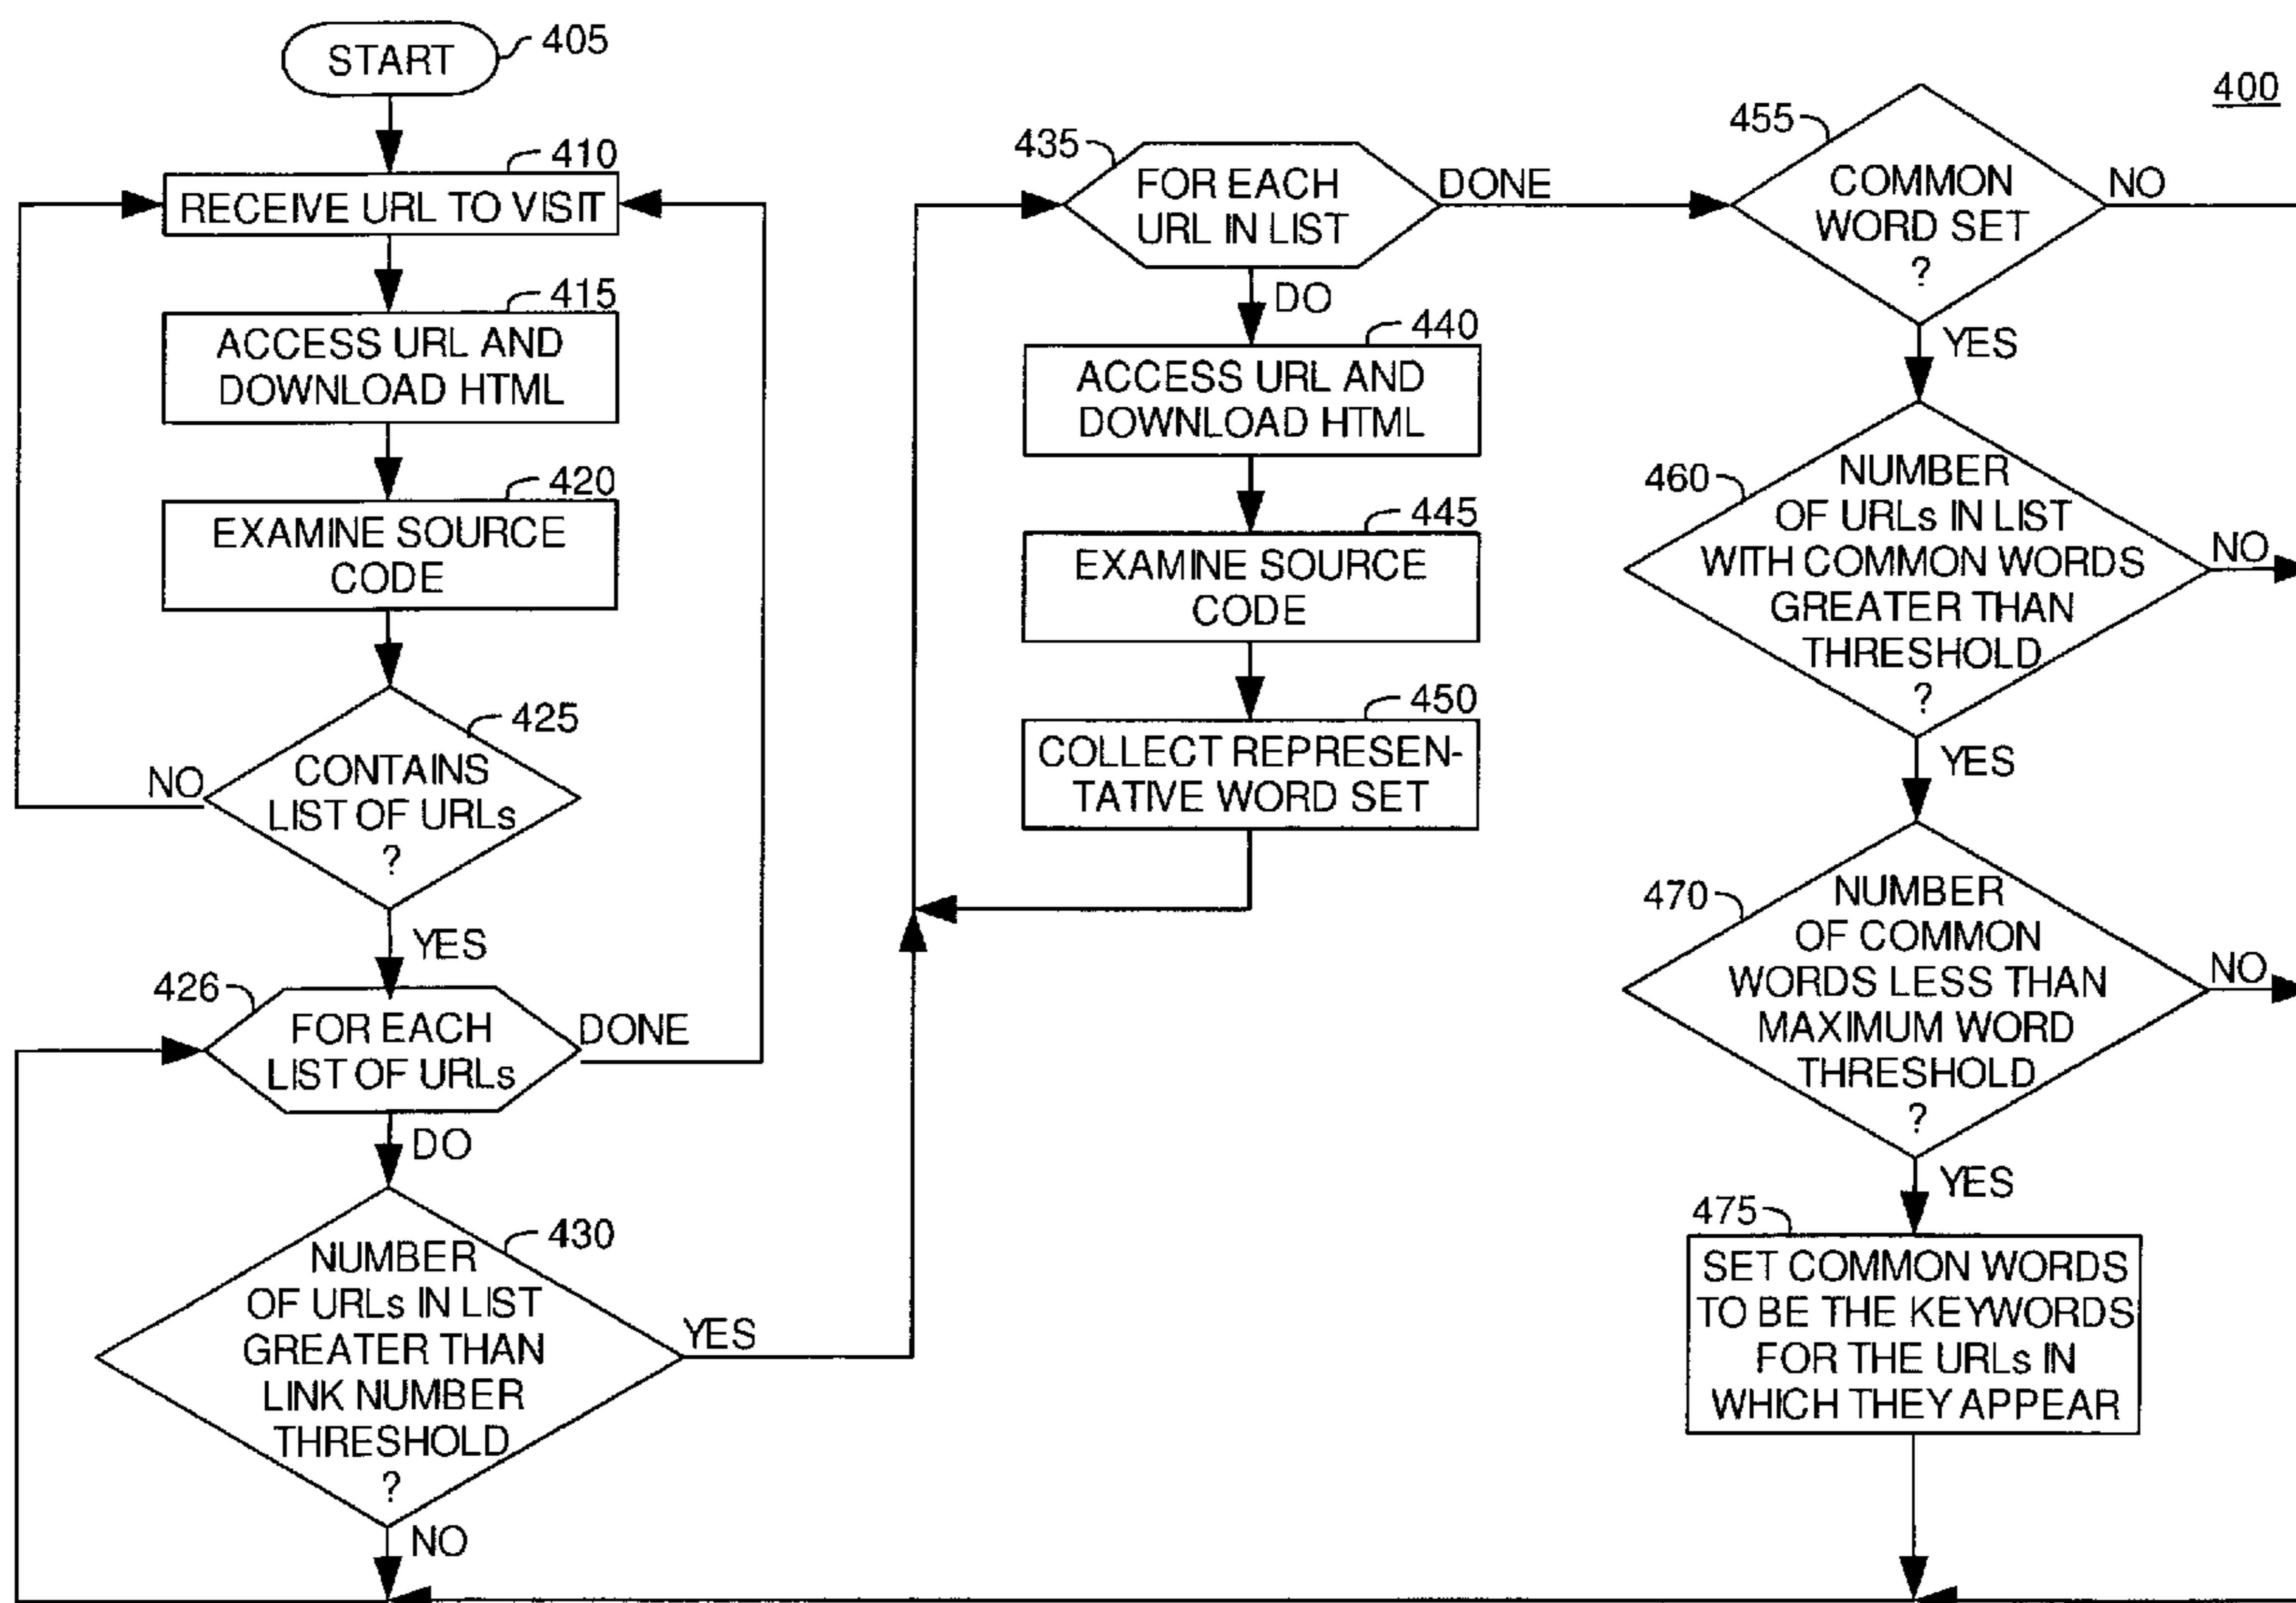 START
405
410
RECEIVE URL TO VISIT
415
ACCESS URL AND
DOWNLOAD HTML
420
EXAMINE SOURCE
CODE
425
CONTAINS
LIST OF URLs
?
NO
YES
426
FOR EACH
LIST OF URLs
DONE
DO
430
NUMBER
OF URLs IN LIST
GREATER THAN
LINK NUMBER
THRESHOLD
?
YES
NO
435
FOR EACH
URL IN LIST
DONE
DO
440
ACCESS URL AND
DOWNLOAD HTML
445
EXAMINE SOURCE
CODE
450
COLLECT REPRESEN-
TATIVE WORD SET
400
455
COMMON
WORD SET
?
NO
YES
460
NUMBER
OF URLs IN LIST
WITH COMMON WORDS
GREATER THAN
THRESHOLD
?
NO
YES
470
NUMBER
OF COMMON
WORDS LESS THAN
MAXIMUM WORD
THRESHOLD
?
NO
YES
475
SET COMMON WORDS
TO BE THE KEYWORDS
FOR THE URLs IN
WHICH THEY APPEAR